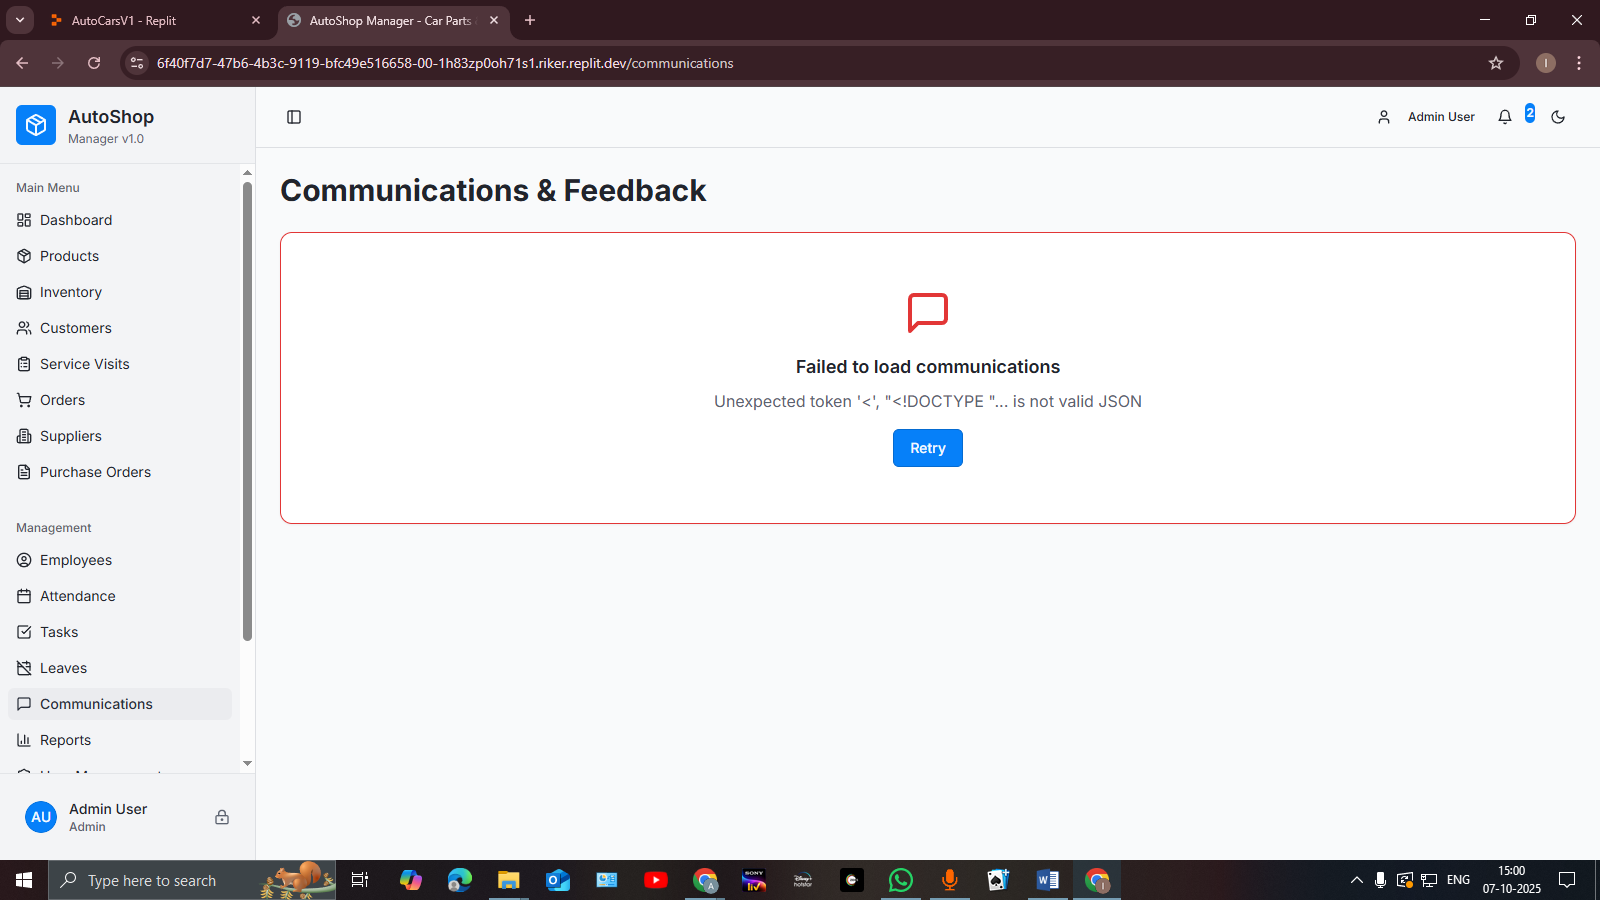 AutoCarsV1 - Replit
AutoShop Manager - Car Parts
6f40f7d7-47b6-4b3c-9119-bfc49e516658-00-1h83zp0oh71s1.riker.replit.dev/communications
I
AutoShop
Manager v1.0
Admin User
2
Main Menu
Dashboard
Products
Inventory
Customers
Service Visits
Orders
Suppliers
Purchase Orders
Management
Employees
Attendance
Tasks
Leaves
Communications
Reports
AU
Admin User
Admin
Communications & Feedback
Failed to load communications
Unexpected token '<', "<!DOCTYPE "... is not valid JSON
Retry
Type here to search
ENG
15:00
07-10-2025